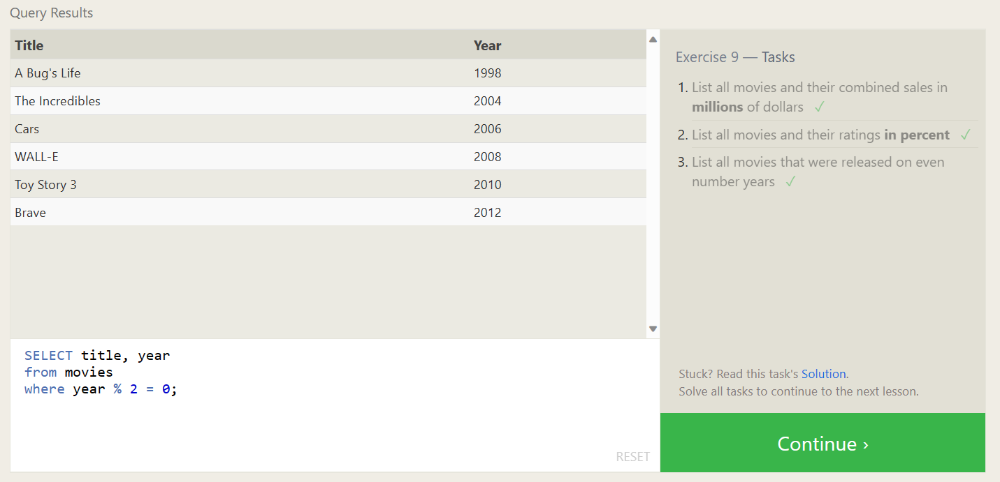 Query Results
Title Year
A Bug's Life 1998
The Incredibles 2004
Cars 2006
WALL-E 2008
Toy Story 3 2010
Brave 2012
SELECT title, year
from movies
where year % 2 = 0;
RESET
Exercise 9 — Tasks
1. List all movies and their combined sales in
millions of dollars ✓
2. List all movies and their ratings in percent ✓
3. List all movies that were released on even
number years ✓
Stuck? Read this task's Solution.
Solve all tasks to continue to the next lesson.
Continue ›